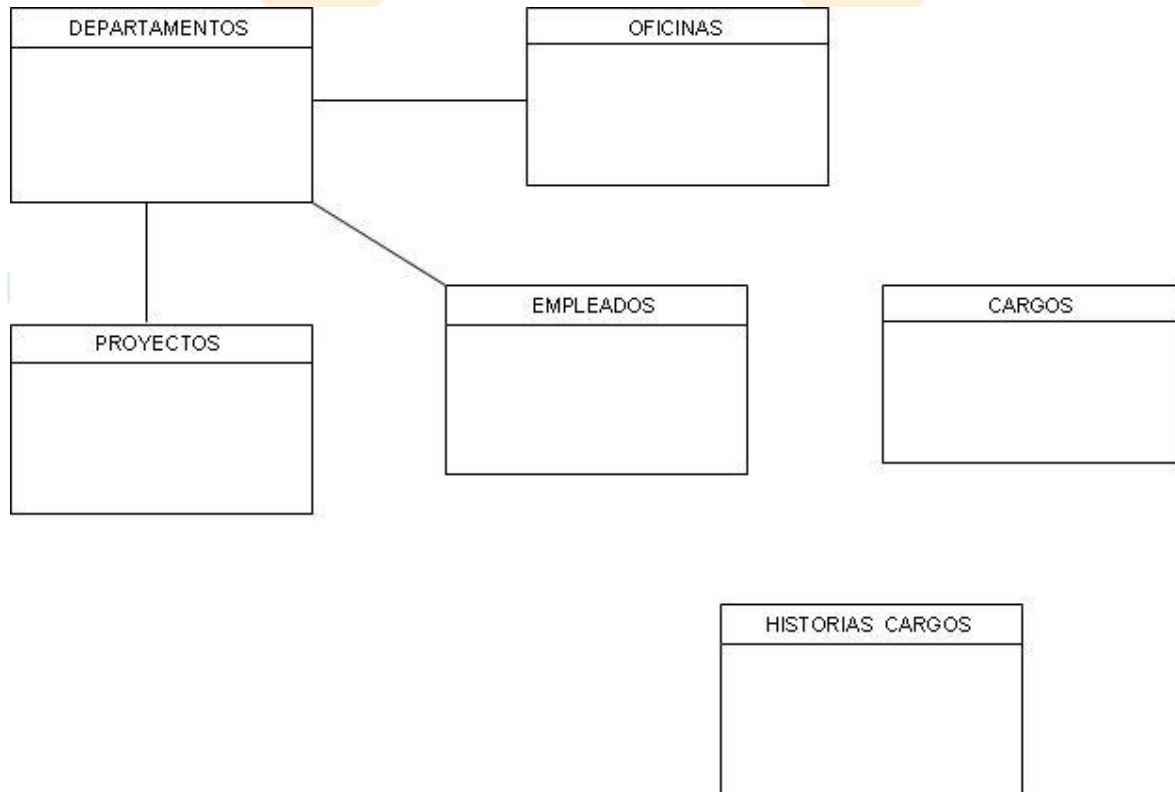 DEPARTAMENTOS
OFICINAS
EMPLEADOS
CARGOS
PROYECTOS
HISTORIAS CARGOS